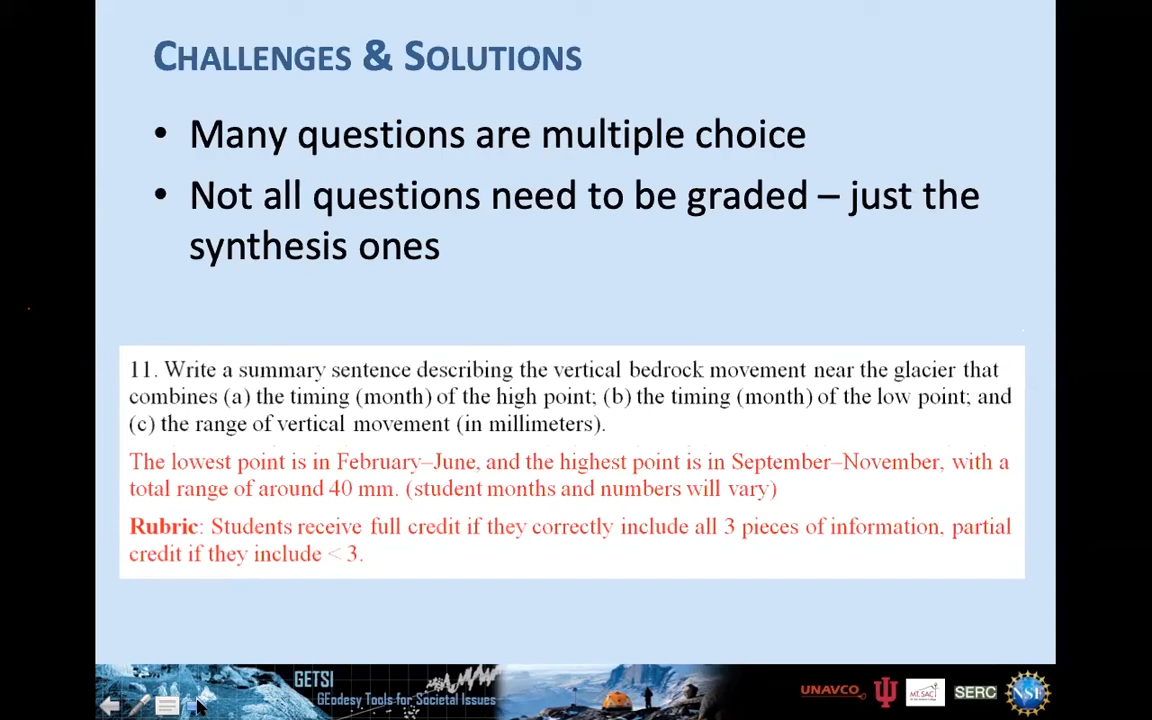 CHALLENGES & SOLUTIONS
• Many questions are multiple choice
• Not all questions need to be graded – just the
synthesis ones
11. Write a summary sentence describing the vertical bedrock movement near the glacier that
combines (a) the timing (month) of the high point; (b) the timing (month) of the low point; and
(c) the range of vertical movement (in millimeters).
The lowest point is in February–June, and the highest point is in September–November, with a
total range of around 40 mm. (student months and numbers will vary)
Rubric: Students receive full credit if they correctly include all 3 pieces of information, partial
credit if they include < 3.
GETSI
GEodesy Tools for Societal Issues
UNAVCO
MT. SAC
SERC
NSF